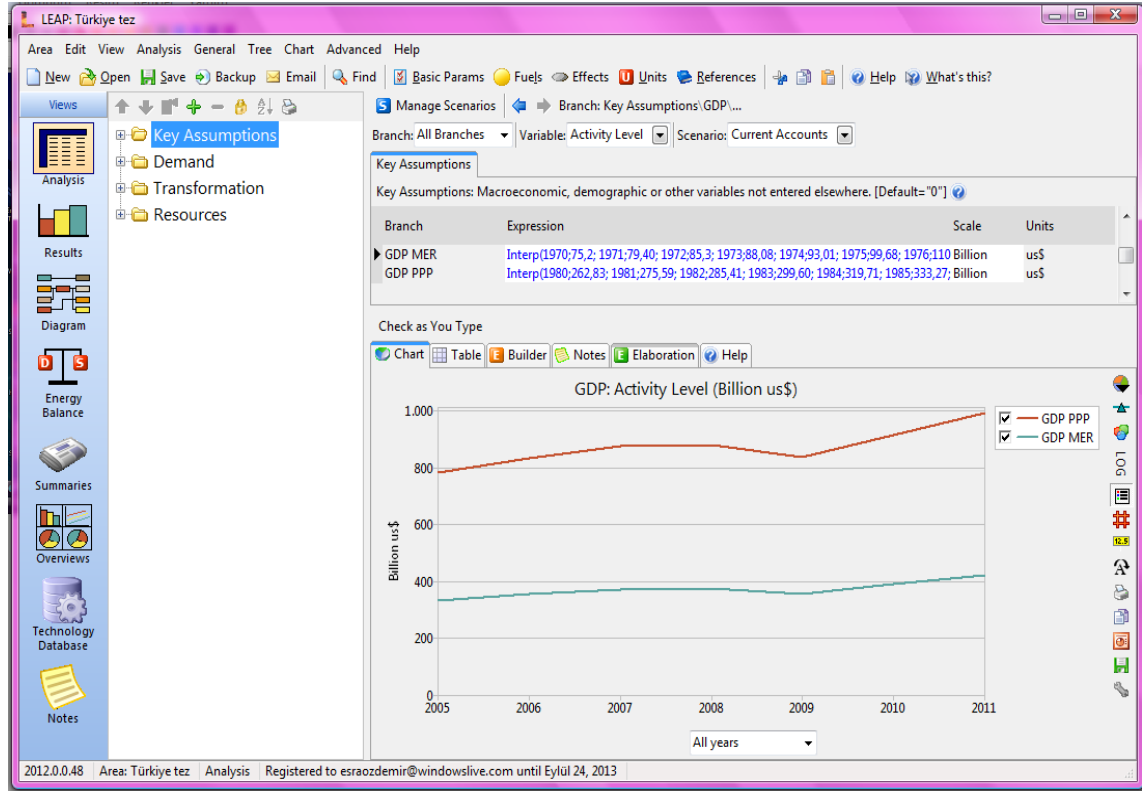 LEAP: Türkiye tez
Area Edit View Analysis General Tree Chart Advanced Help
New Open Save Backup Email Find Basic Params Fuels Effects Units References Help What's this?
Views
Analysis
Results
Diagram
Energy
Balance
Summaries
Overviews
Technology
Database
Notes
Key Assumptions
Demand
Transformation
Resources
Manage Scenarios Branch: Key Assumptions\GDP\...
Branch: All Branches Variable: Activity Level Scenario: Current Accounts
Key Assumptions
Key Assumptions: Macroeconomic, demographic or other variables not entered elsewhere. [Default="0"]
Branch Expression Scale Units
GDP MER Interp(1970;75,2; 1971;79,40; 1972;85,3; 1973;88,08; 1974;93,01; 1975;99,68; 1976;110 Billion us$
GDP PPP Interp(1980;262,83; 1981;275,59; 1982;285,41; 1983;299,60; 1984;319,71; 1985;333,27; Billion us$
Check as You Type
Chart Table Builder Notes Elaboration Help
GDP: Activity Level (Billion us$)
Billion us$
1.000
800
600
400
200
0
2005 2006 2007 2008 2009 2010 2011
GDP PPP
GDP MER
LOG
12.5
All years
2012.0.0.48 Area: Türkiye tez Analysis Registered to esraozdemir@windowslive.com until Eylül 24, 2013